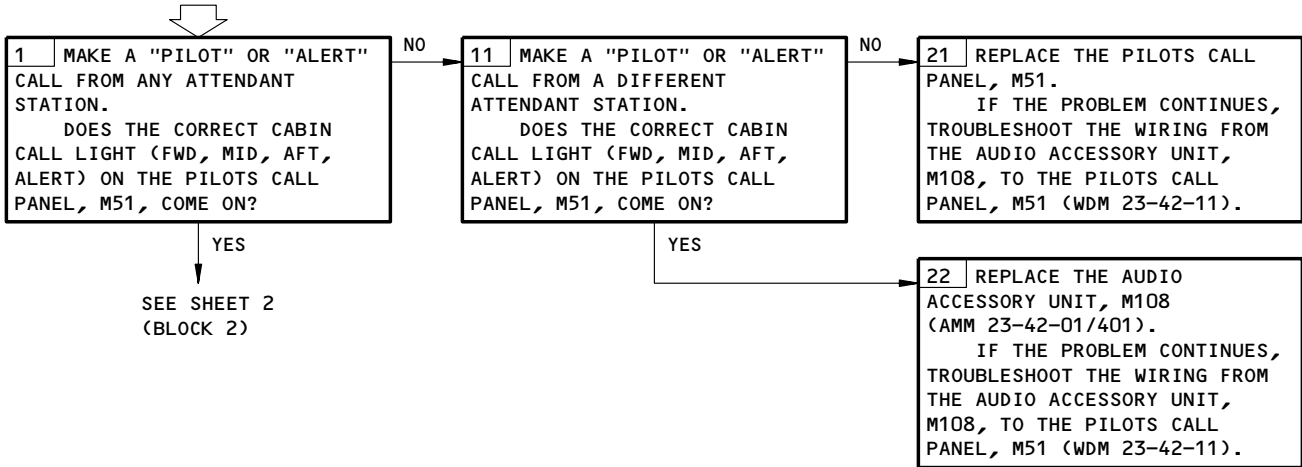 1 MAKE A "PILOT" OR "ALERT"
CALL FROM ANY ATTENDANT
STATION.
DOES THE CORRECT CABIN
CALL LIGHT (FWD, MID, AFT,
ALERT) ON THE PILOTS CALL
PANEL, M51, COME ON?
NO
YES
SEE SHEET 2
(BLOCK 2)
11 MAKE A "PILOT" OR "ALERT"
CALL FROM A DIFFERENT
ATTENDANT STATION.
DOES THE CORRECT CABIN
CALL LIGHT (FWD, MID, AFT,
ALERT) ON THE PILOTS CALL
PANEL, M51, COME ON?
NO
YES
21 REPLACE THE PILOTS CALL
PANEL, M51.
IF THE PROBLEM CONTINUES,
TROUBLESHOOT THE WIRING FROM
THE AUDIO ACCESSORY UNIT,
M108, TO THE PILOTS CALL
PANEL, M51 (WDM 23-42-11).
22 REPLACE THE AUDIO
ACCESSORY UNIT, M108
(AMM 23-42-01/401).
IF THE PROBLEM CONTINUES,
TROUBLESHOOT THE WIRING FROM
THE AUDIO ACCESSORY UNIT,
M108, TO THE PILOTS CALL
PANEL, M51 (WDM 23-42-11).